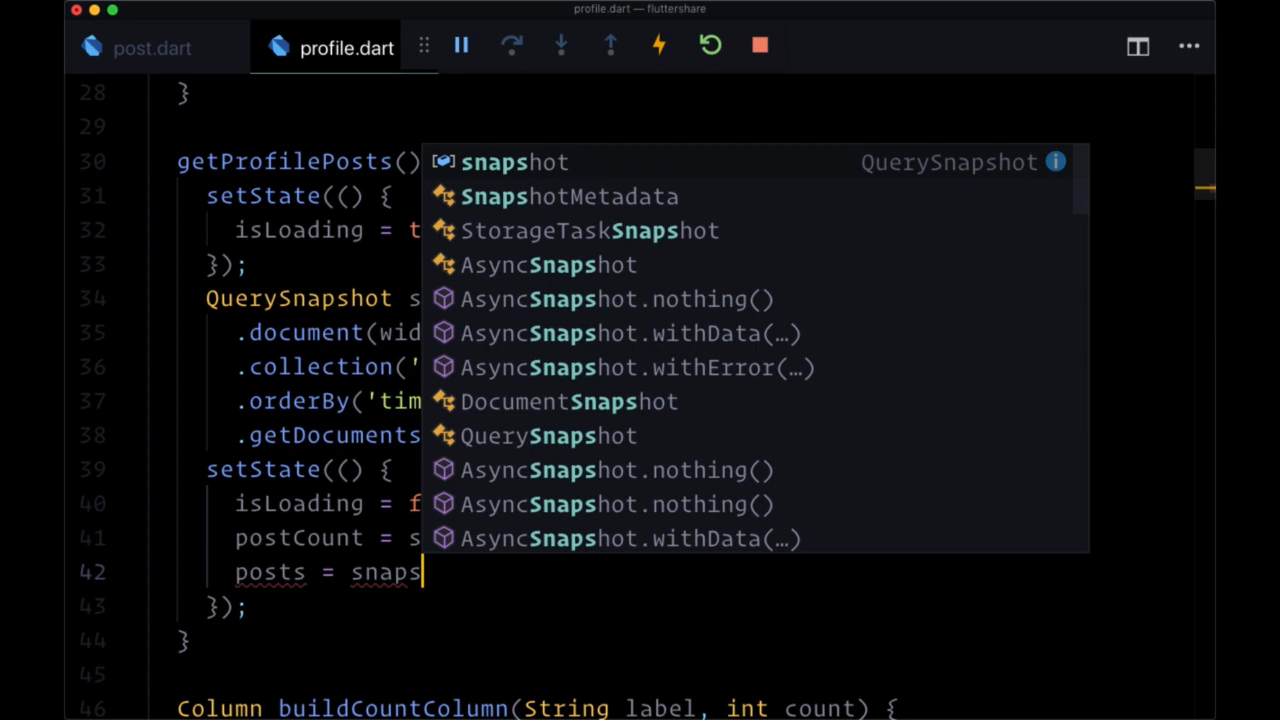 profile.dart — fluttershare
post.dart profile.dart
28 }
29
30 getProfilePosts()
31 setState(() {
32 isLoading = t
33 });
34 QuerySnapshot s
35 .document(wid
36 .collection('
37 .orderBy('tim
38 .getDocuments
39 setState(() {
40 isLoading = f
41 postCount = s
42 posts = snaps
43 });
44 }
45
46 Column buildCountColumn(String label, int count) {
snapshot QuerySnapshot
SnapshotMetadata
StorageTaskSnapshot
AsyncSnapshot
AsyncSnapshot.nothing()
AsyncSnapshot.withData(…)
AsyncSnapshot.withError(…)
DocumentSnapshot
QuerySnapshot
AsyncSnapshot.nothing()
AsyncSnapshot.nothing()
AsyncSnapshot.withData(…)